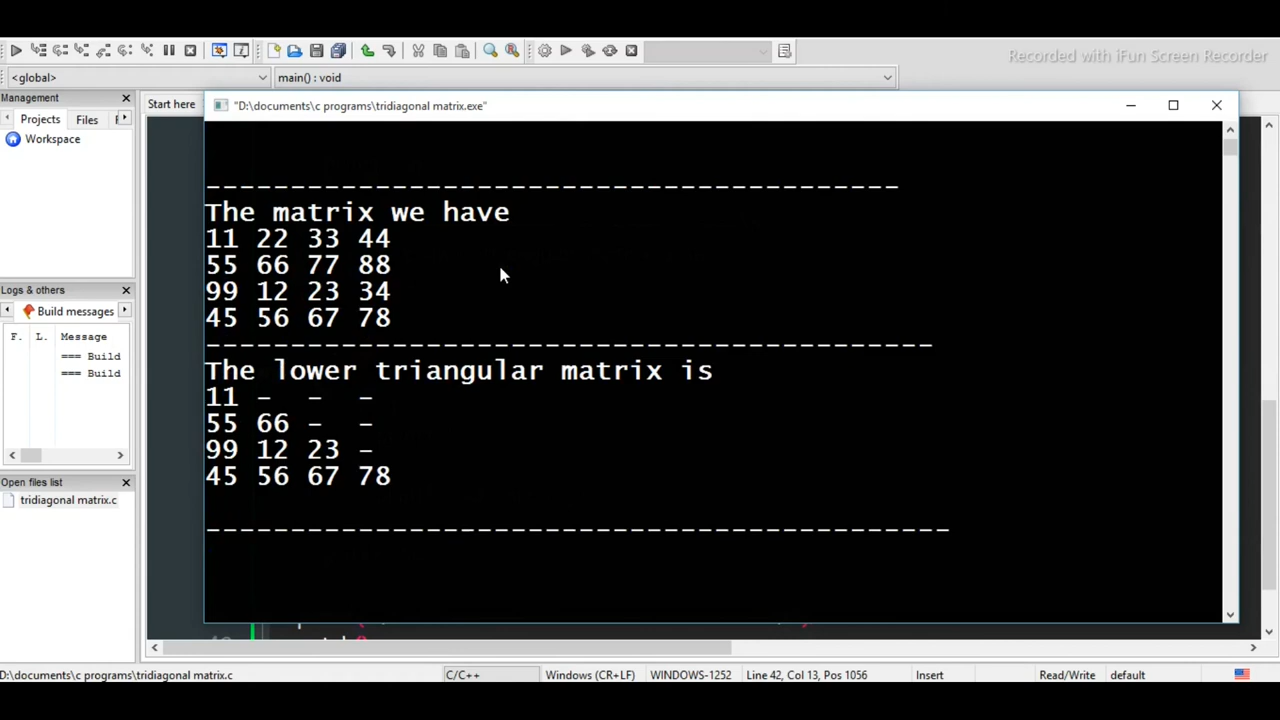 Recorded with iFun Screen Recorder
<global>
main() : void
Management
Start here
"D:\documents\c programs\tridiagonal matrix.exe"
Projects
Files
Workspace
-----------------------------------------
The matrix we have
11 22 33 44
55 66 77 88
99 12 23 34
45 56 67 78
-------------------------------------------
The lower triangular matrix is
11 -  -  -
55 66 -  -
99 12 23 -
45 56 67 78
--------------------------------------------
Logs & others
Build messages
F. L. Message
=== Build
=== Build
Open files list
tridiagonal matrix.c
D:\documents\c programs\tridiagonal matrix.c
C/C++
Windows (CR+LF)
WINDOWS-1252
Line 42, Col 13, Pos 1056
Insert
Read/Write
default